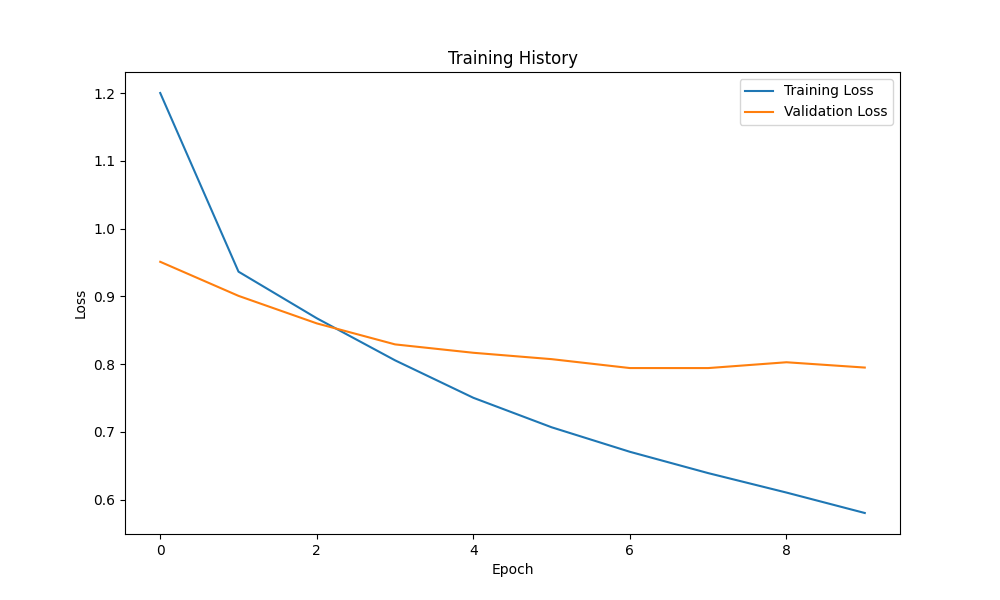 Training History
Training Loss
Validation Loss
1.2
1.1
1.0
0.9
0.8
0.7
0.6
Loss
0 2 4 6 8
Epoch